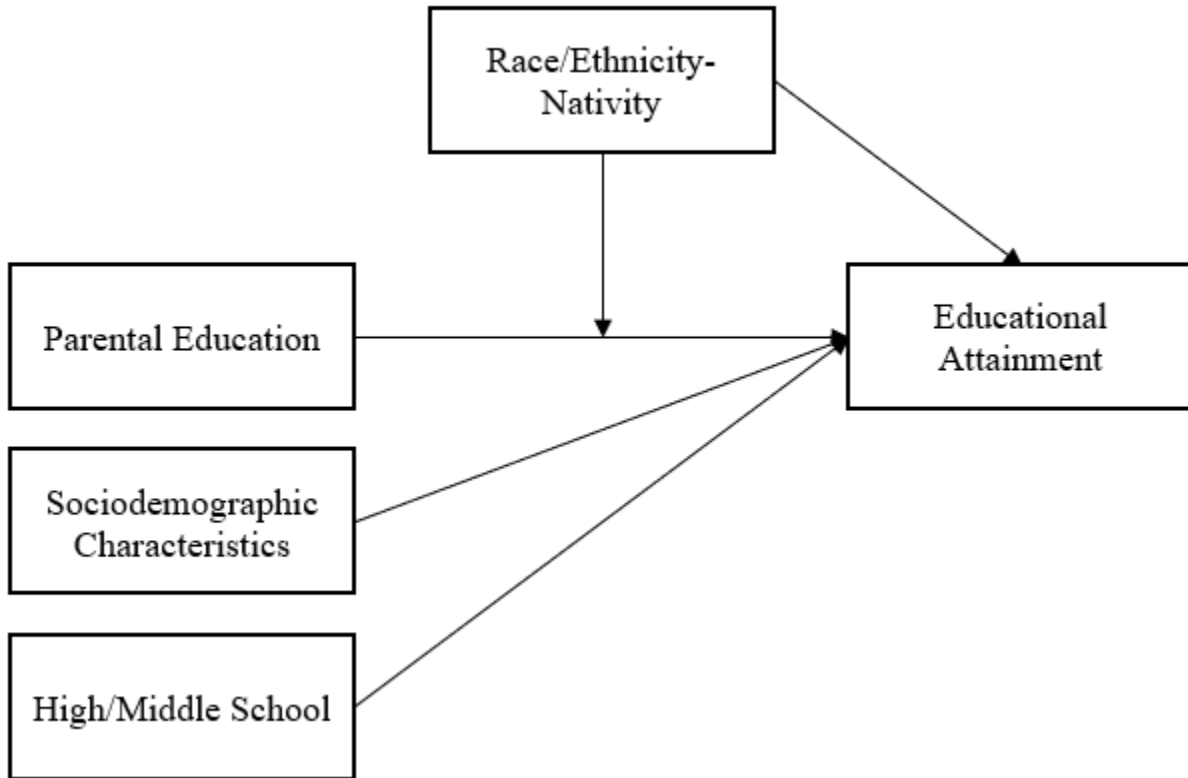 Race/Ethnicity-
Nativity
Parental Education
Educational
Attainment
Sociodemographic
Characteristics
High/Middle School